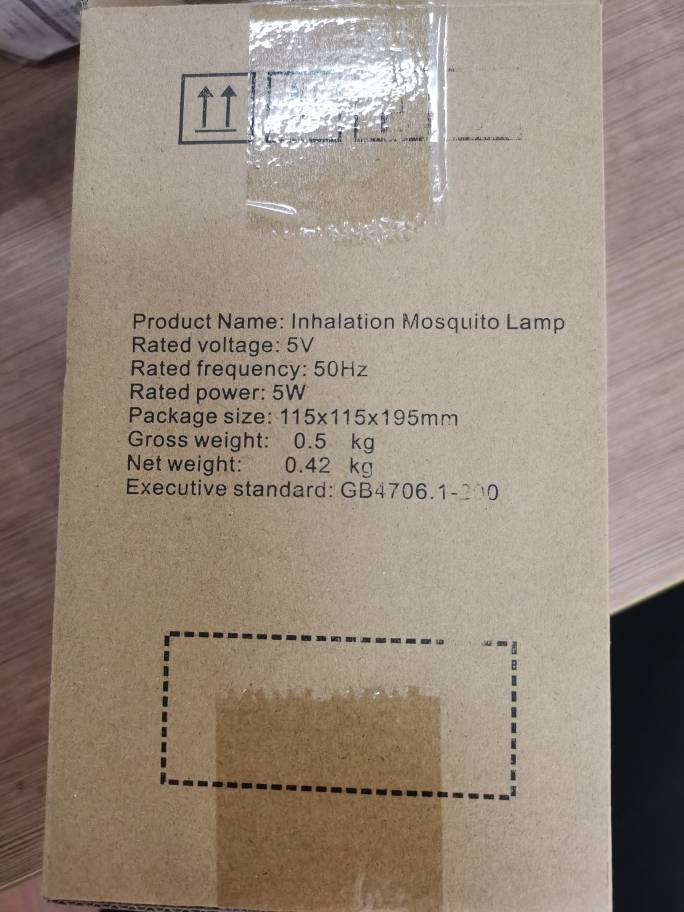 Product Name: Inhalation Mosquito Lamp
Rated voltage: 5V
Rated frequency: 50Hz
Rated power: 5W
Package size: 115x115x195mm
Gross weight: 0.5 kg
Net weight: 0.42 kg
Executive standard: